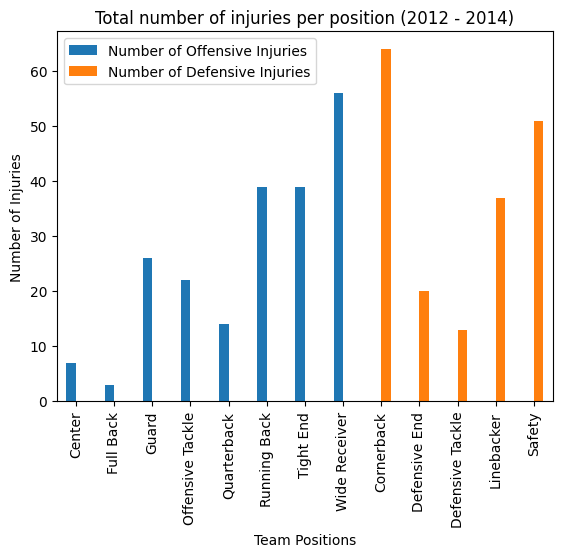 Total number of injuries per position (2012 - 2014)
Number of Offensive Injuries
Number of Defensive Injuries
Number of Injuries
60
50
40
30
20
10
0
Center
Full Back
Guard
Offensive Tackle
Quarterback
Running Back
Tight End
Wide Receiver
Cornerback
Defensive End
Defensive Tackle
Linebacker
Safety
Team Positions